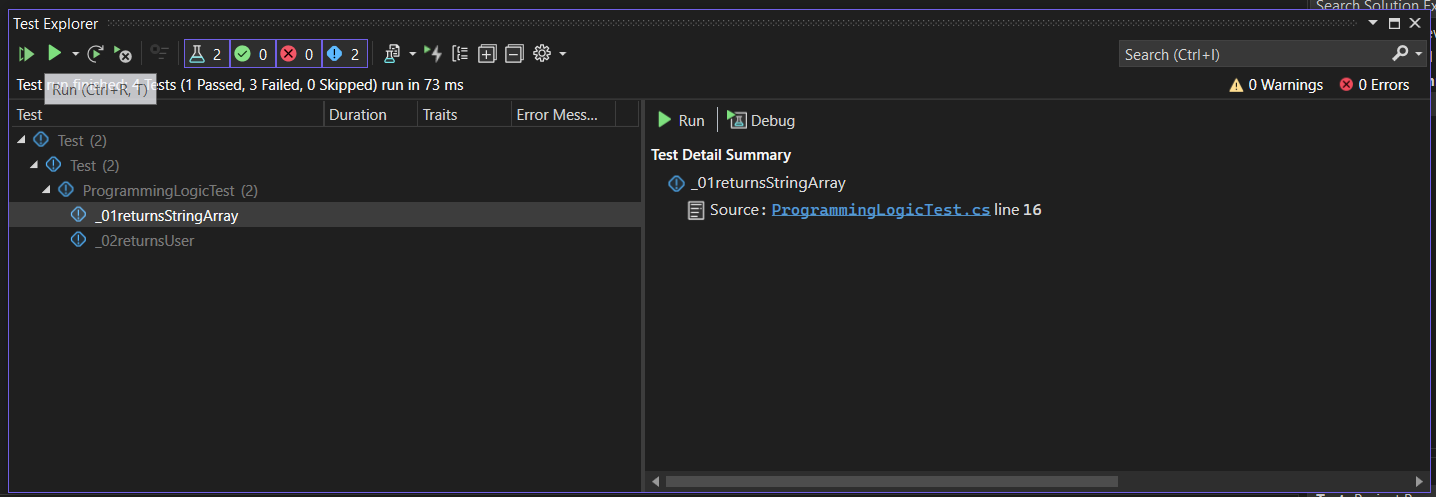 Search Solution Ex
Test Explorer
2 0 0 2
Search (Ctrl+I)
Test run finished: 4 Tests (1 Passed, 3 Failed, 0 Skipped) run in 73 ms
0 Warnings 0 Errors
Run (Ctrl+R, T)
Test Duration Traits Error Mess...
Test (2)
Test (2)
ProgrammingLogicTest (2)
_01returnsStringArray
_02returnsUser
Run Debug
Test Detail Summary
_01returnsStringArray
Source: ProgrammingLogicTest.cs line 16